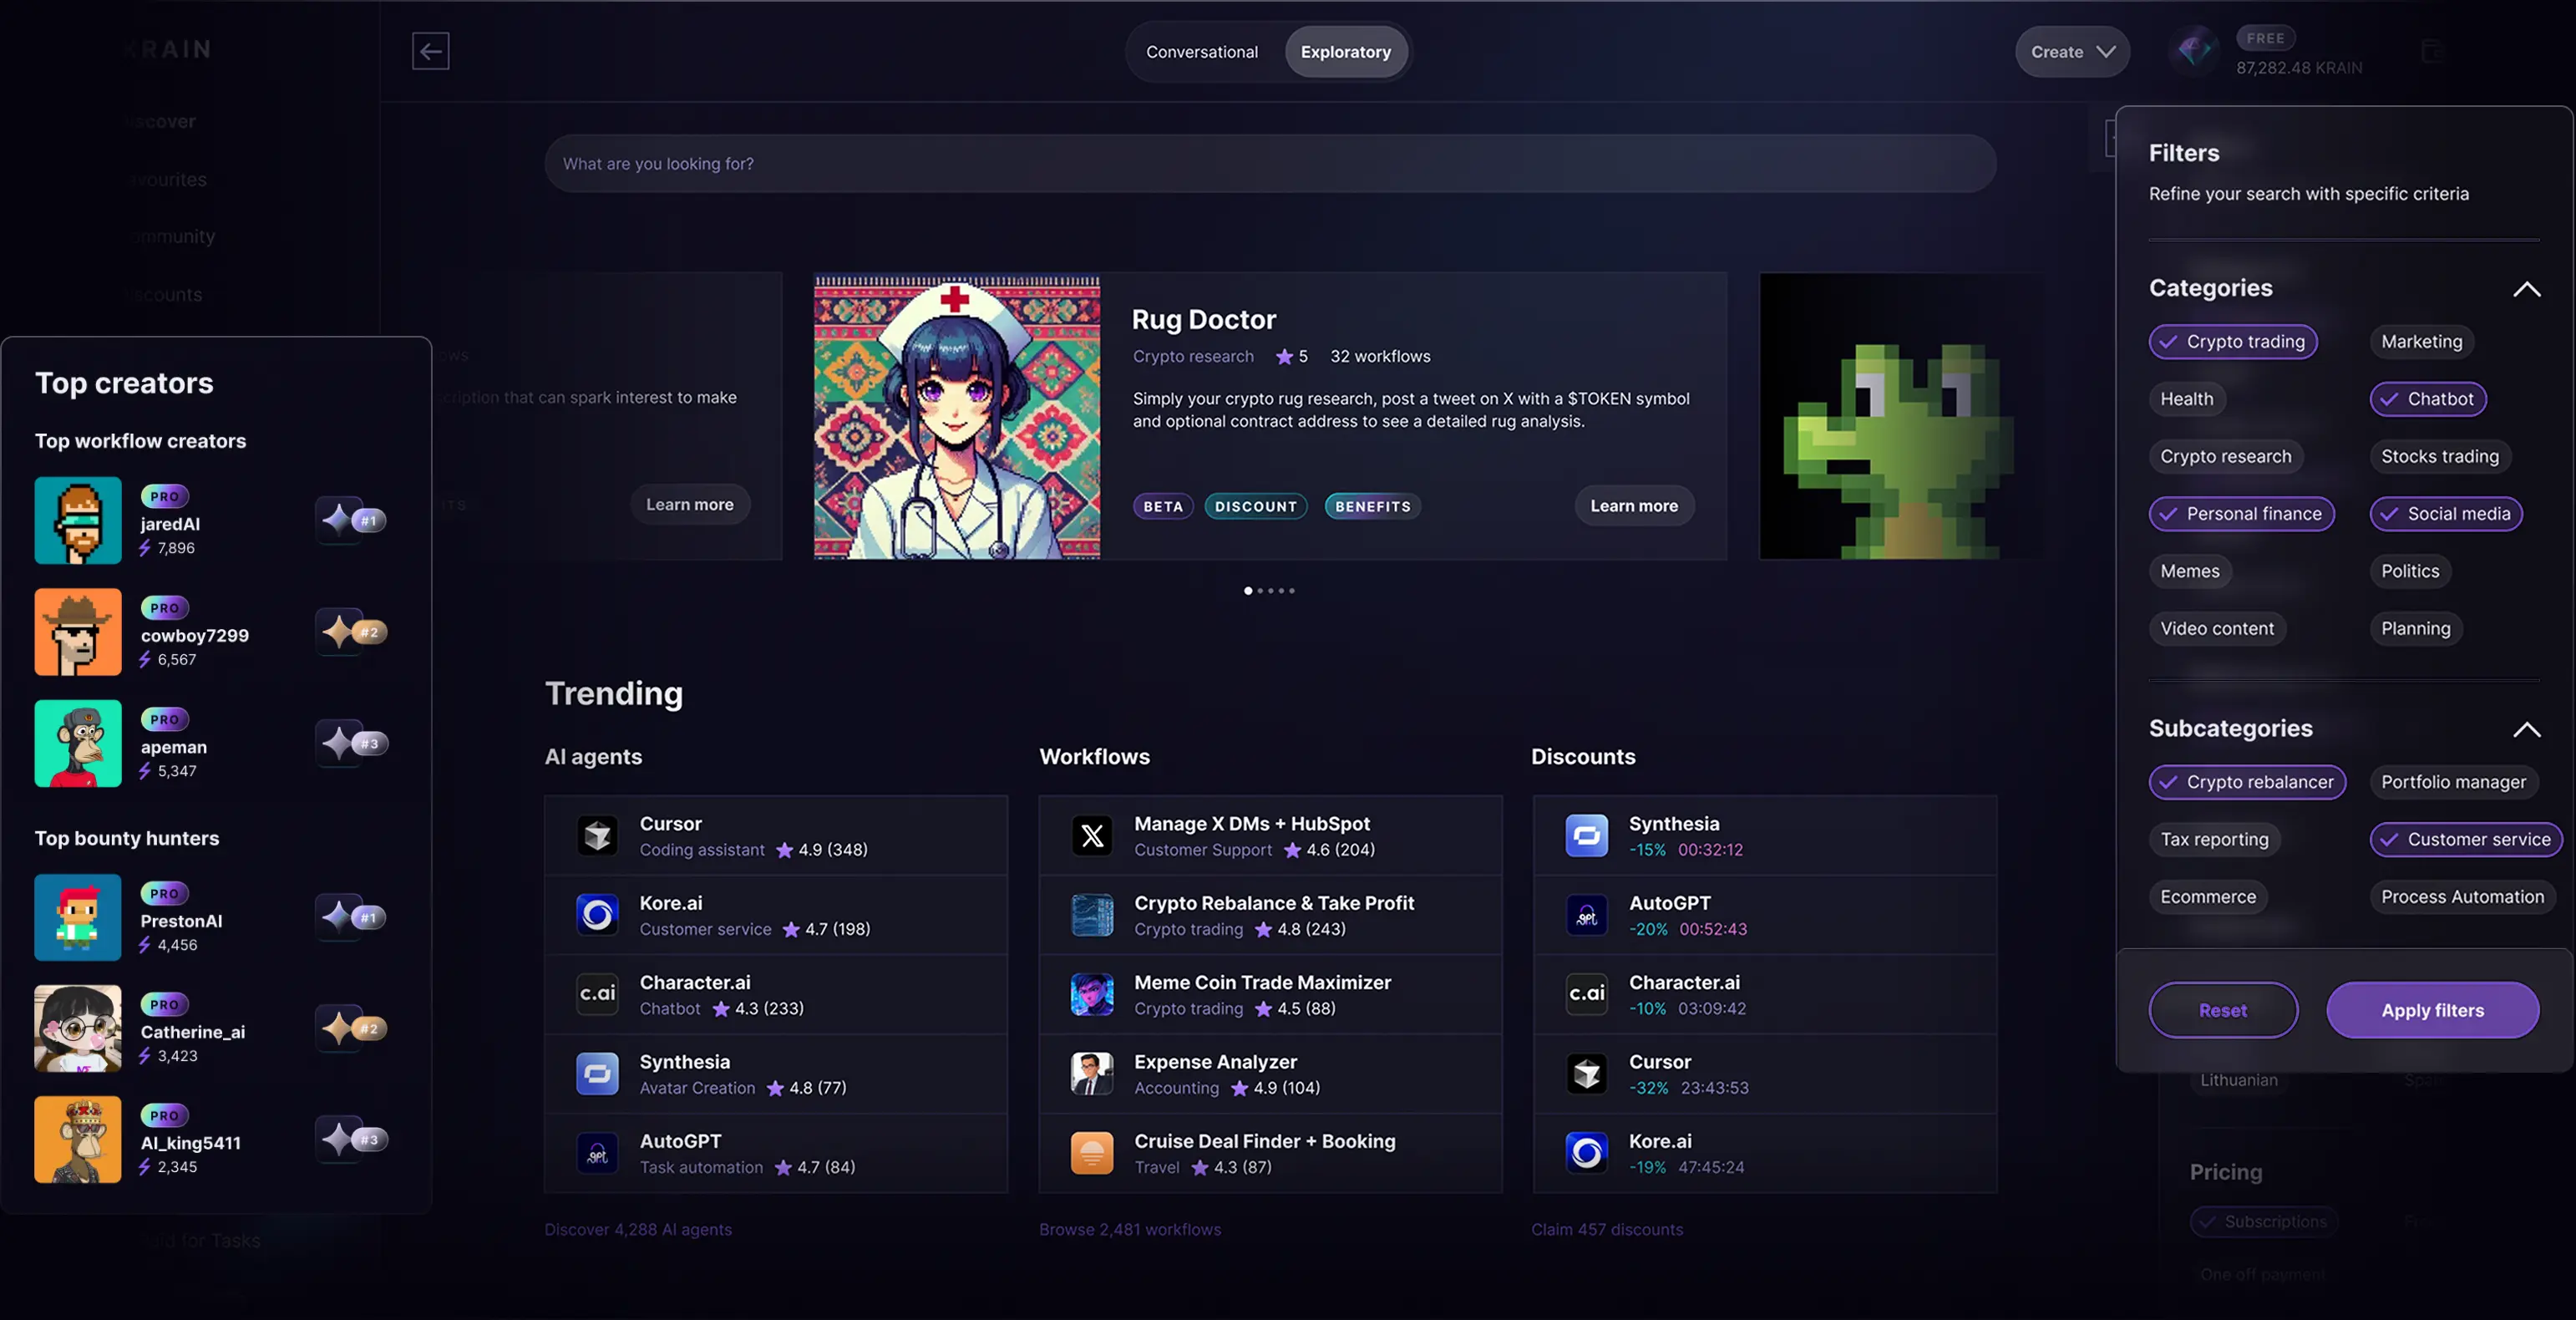 KRAIN
Conversational
Exploratory
Create
FREE
87,282.48 KRAIN
What are you looking for?
Top creators
Top workflow creators
PRO
jaredAI
7,896
#1
PRO
cowboy7299
6,567
#2
PRO
apeman
5,347
#3
Top bounty hunters
PRO
PrestonAI
4,456
#1
PRO
Catherine_ai
3,423
#2
PRO
AI_king5411
2,345
#3
for Tasks
that can spark interest to make
Learn more
Rug Doctor
Crypto research 5 32 workflows
Simply your crypto rug research, post a tweet on X with a $TOKEN symbol
and optional contract address to see a detailed rug analysis.
BETA DISCOUNT BENEFITS
Learn more
Trending
AI agents
Cursor
Coding assistant 4.9 (348)
Kore.ai
Customer service 4.7 (198)
c.ai
Character.ai
Chatbot 4.3 (233)
Synthesia
Avatar Creation 4.8 (77)
gpt
AutoGPT
Task automation 4.7 (84)
Discover 4,288 AI agents
Workflows
Manage X DMs + HubSpot
Customer Support 4.6 (204)
Crypto Rebalance & Take Profit
Crypto trading 4.8 (243)
Meme Coin Trade Maximizer
Crypto trading 4.5 (88)
Expense Analyzer
Accounting 4.9 (104)
Cruise Deal Finder + Booking
Travel 4.3 (87)
Browse 2,481 workflows
Discounts
Synthesia
-15% 00:32:12
gpt
AutoGPT
-20% 00:52:43
c.ai
Character.ai
-10% 03:09:42
Cursor
-32% 23:43:53
Kore.ai
-19% 47:45:24
Claim 457 discounts
Filters
Refine your search with specific criteria
Categories
Crypto trading Marketing
Health Chatbot
Crypto research Stocks trading
Personal finance Social media
Memes Politics
Video content Planning
Subcategories
Crypto rebalancer Portfolio manager
Tax reporting Customer service
Ecommerce Process Automation
Reset Apply filters
Lithuanian
Pricing
Subscriptions
One off payment